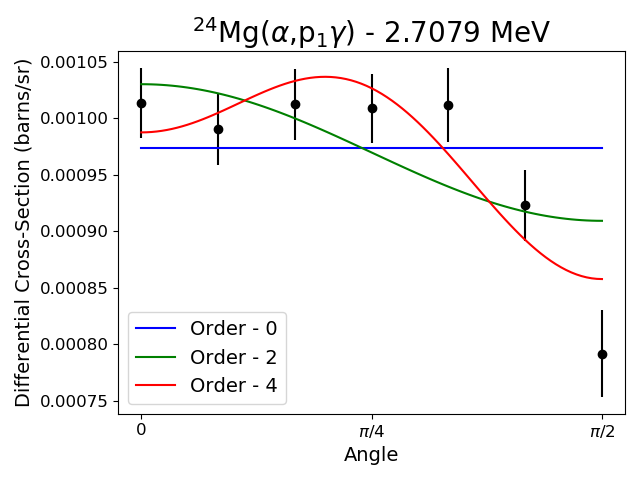 ²⁴Mg(α,p₁γ) - 2.7079 MeV
Differential Cross-Section (barns/sr)
0.00105
0.00100
0.00095
0.00090
0.00085
0.00080
0.00075
Order - 0
Order - 2
Order - 4
0
π/4
π/2
Angle